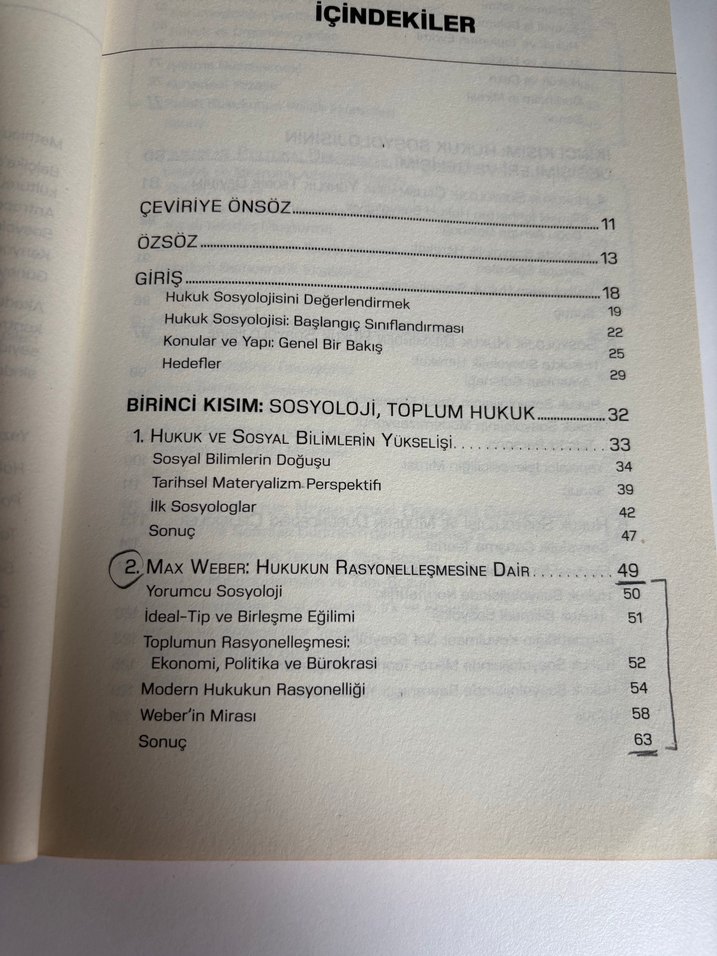 İÇİNDEKİLER
ÇEVİRİYE ÖNSÖZ 11
ÖZSÖZ 13
GİRİŞ 18
Hukuk Sosyolojisini Değerlendirmek 19
Hukuk Sosyolojisi: Başlangıç Sınıflandırması 22
Konular ve Yapı: Genel Bir Bakış 25
Hedefler 29
BİRİNCİ KISIM: SOSYOLOJİ, TOPLUM HUKUK 32
1. HUKUK VE SOSYAL BİLİMLERİN YÜKSELİŞİ 33
Sosyal Bilimlerin Doğuşu 34
Tarihsel Materyalizm Perspektifi 39
İlk Sosyologlar 42
Sonuç 47
2. MAX WEBER: HUKUKUN RASYONELLEŞMESİNE DAİR 49
Yorumcu Sosyoloji 50
İdeal-Tip ve Birleşme Eğilimi 51
Toplumun Rasyonelleşmesi:
Ekonomi, Politika ve Bürokrasi 52
Modern Hukukun Rasyonelliği 54
Weber'in Mirası 58
Sonuç 63